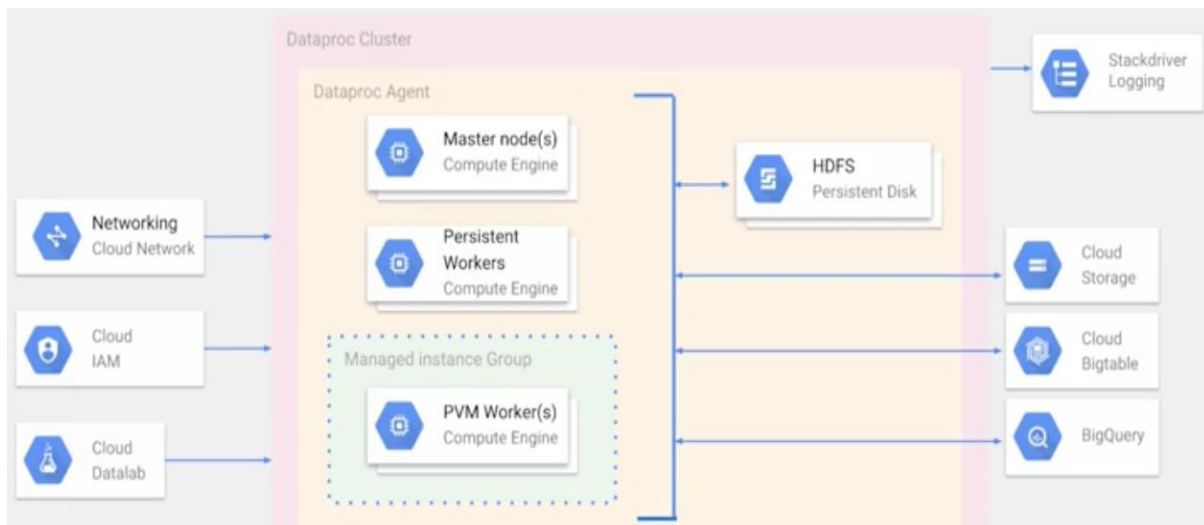 Dataproc Cluster
Stackdriver
Logging
Dataproc Agent
Master node(s)
Compute Engine
HDFS
Persistent Disk
Networking
Cloud Network
Persistent
Workers
Compute Engine
Cloud
Storage
Cloud
IAM
Managed instance Group
Cloud
Bigtable
PVM Worker(s)
Compute Engine
BigQuery
Cloud
Datalab